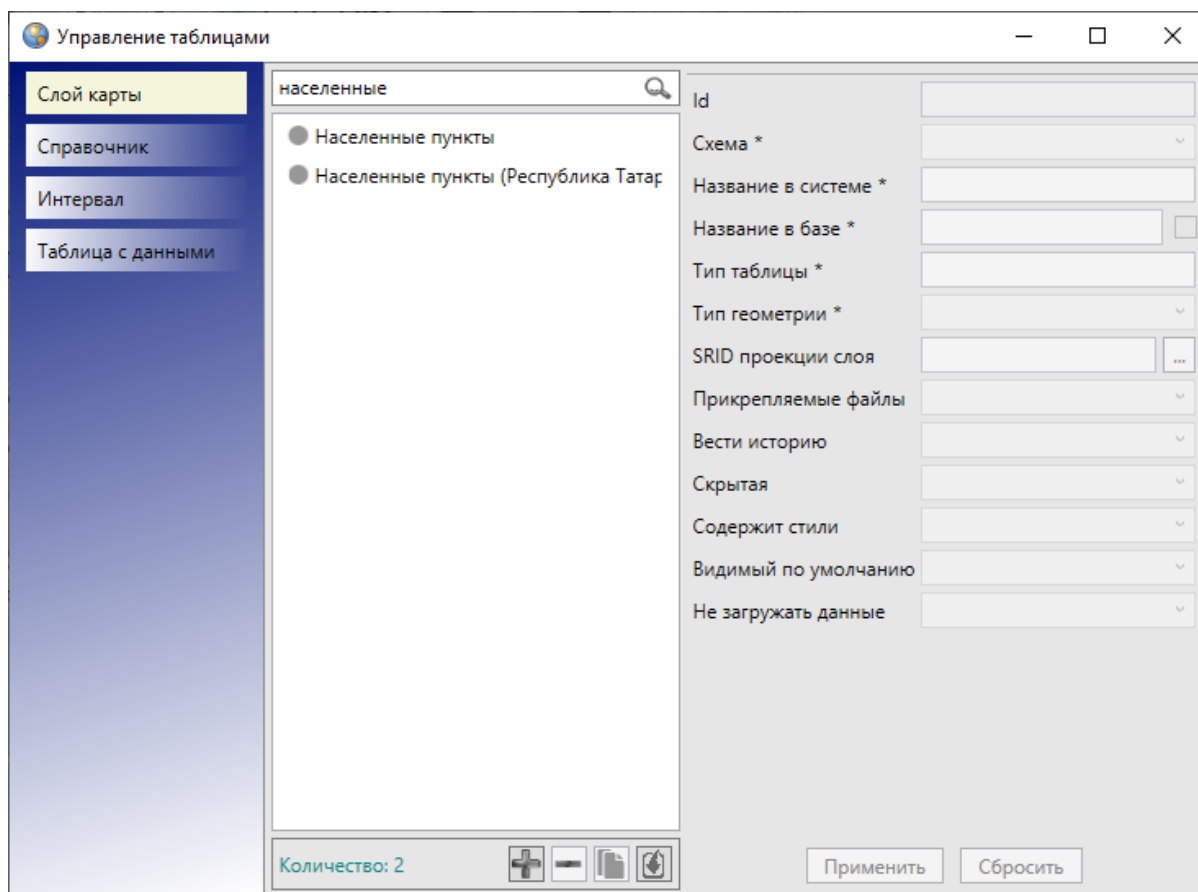 Управление таблицами
Слой карты
Справочник
Интервал
Таблица с данными
населенные
Населенные пункты
Населенные пункты (Республика Татар
Количество: 2
Id
Схема *
Название в системе *
Название в базе *
Тип таблицы *
Тип геометрии *
SRID проекции слоя
...
Прикрепляемые файлы
Вести историю
Скрытая
Содержит стили
Видимый по умолчанию
Не загружать данные
Применить
Сбросить